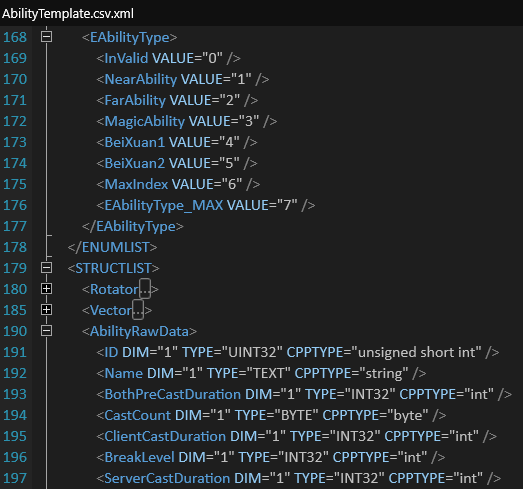 AbilityTemplate.csv.xml
168 <EAbilityType>
169 <InValid VALUE="0" />
170 <NearAbility VALUE="1" />
171 <FarAbility VALUE="2" />
172 <MagicAbility VALUE="3" />
173 <BeiXuan1 VALUE="4" />
174 <BeiXuan2 VALUE="5" />
175 <MaxIndex VALUE="6" />
176 <EAbilityType_MAX VALUE="7" />
177 </EAbilityType>
178 </ENUMLIST>
179 <STRUCTLIST>
180 <Rotator...>
185 <Vector...>
190 <AbilityRawData>
191 <ID DIM="1" TYPE="UINT32" CPPTYPE="unsigned short int" />
192 <Name DIM="1" TYPE="TEXT" CPPTYPE="string" />
193 <BothPreCastDuration DIM="1" TYPE="INT32" CPPTYPE="int" />
194 <CastCount DIM="1" TYPE="BYTE" CPPTYPE="byte" />
195 <ClientCastDuration DIM="1" TYPE="INT32" CPPTYPE="int" />
196 <BreakLevel DIM="1" TYPE="INT32" CPPTYPE="int" />
197 <ServerCastDuration DIM="1" TYPE="INT32" CPPTYPE="int" />